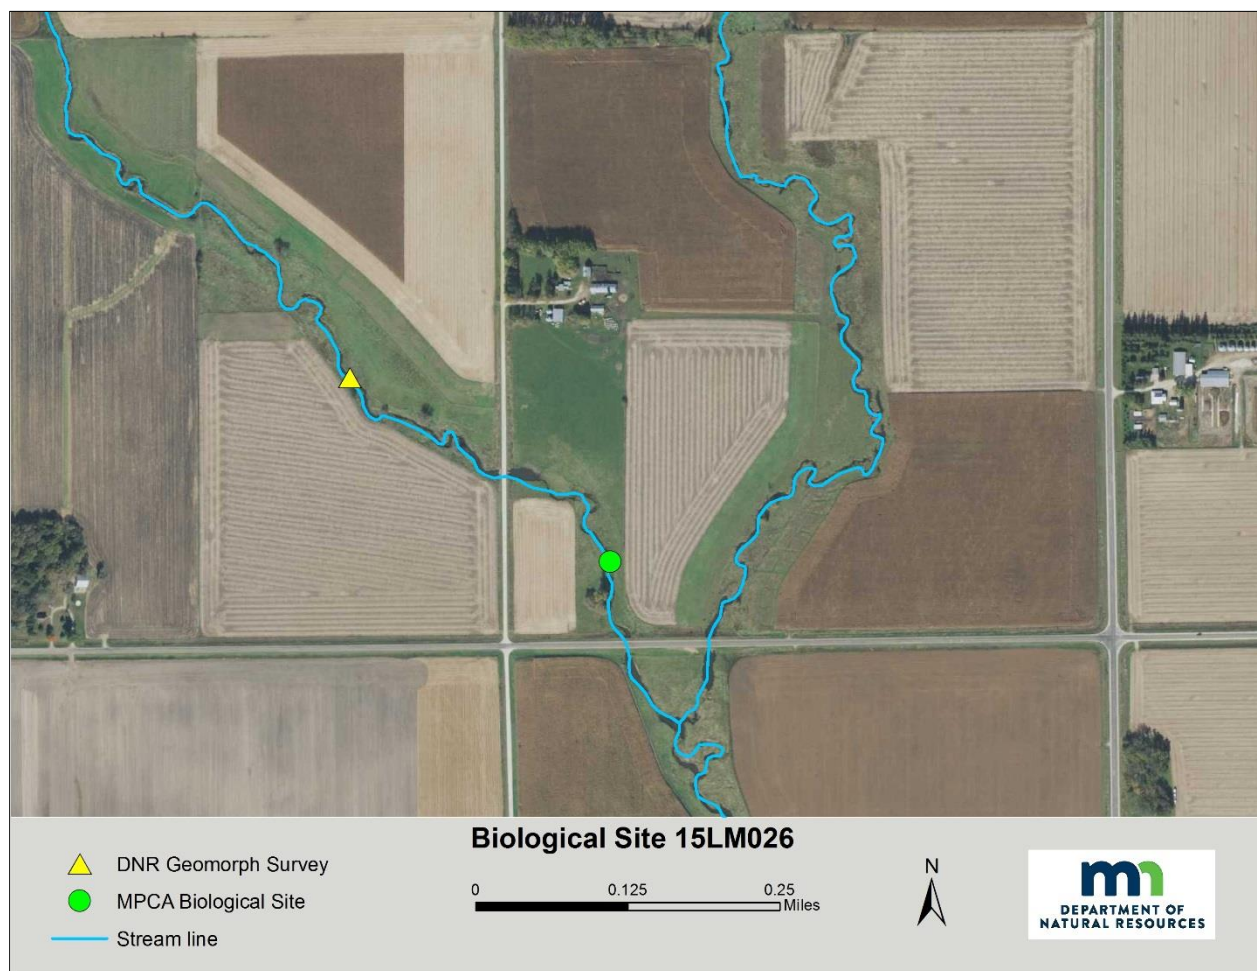 Biological Site 15LM026
DNR Geomorph Survey
MPCA Biological Site
Stream line
0 0.125 0.25
Miles
N
mn
DEPARTMENT OF
NATURAL RESOURCES